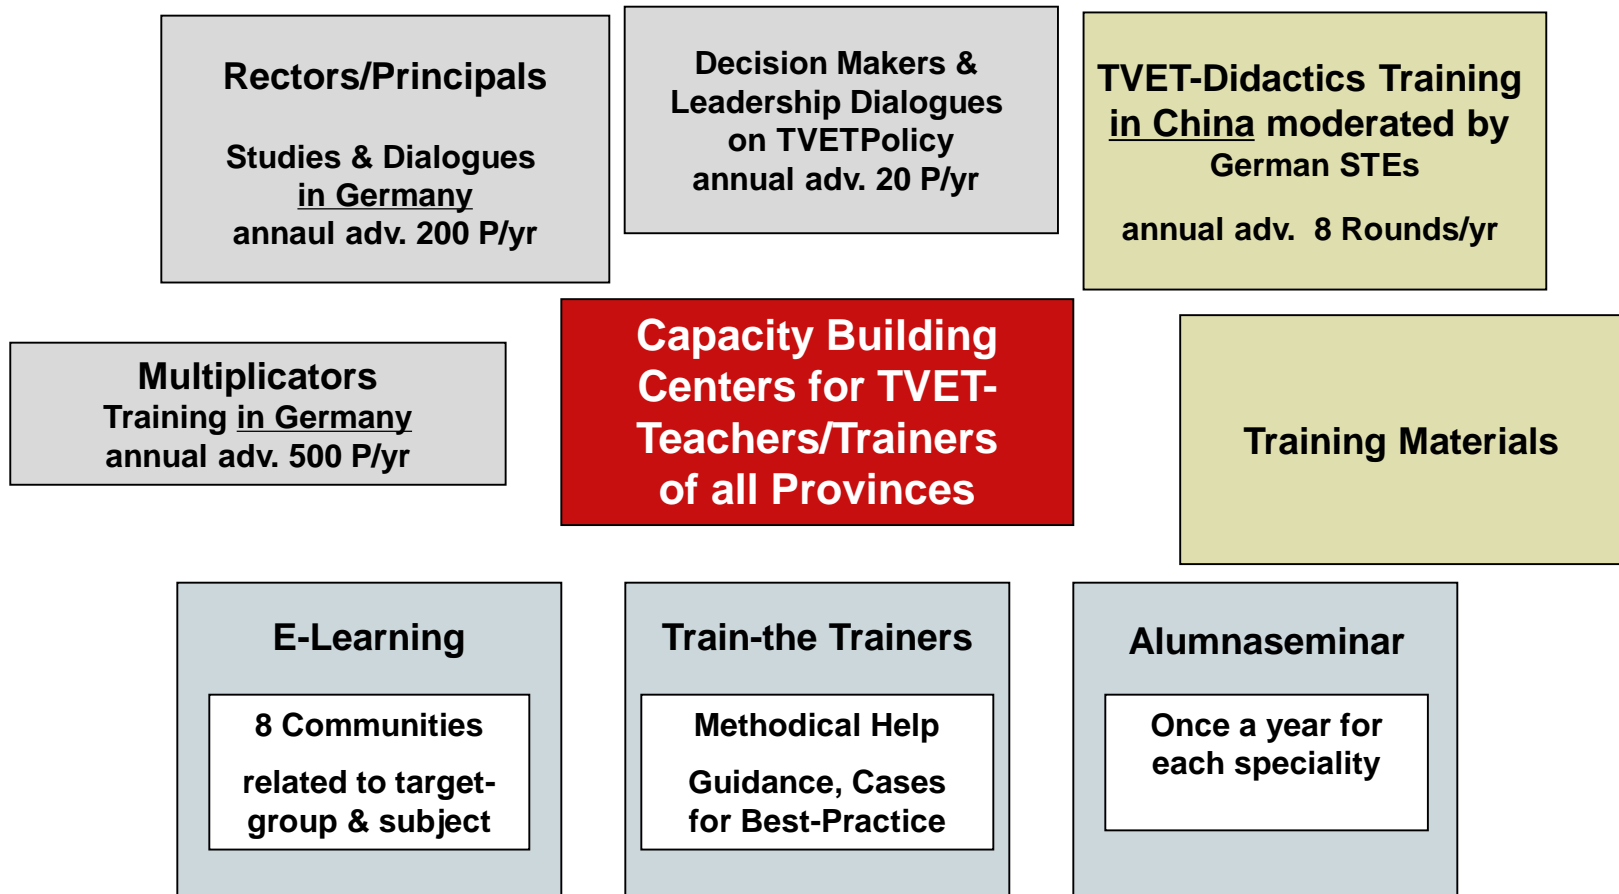 Rectors/Principals
Studies & Dialogues
in Germany
annaul adv. 200 P/yr
Decision Makers &
Leadership Dialogues
on TVETPolicy
annual adv. 20 P/yr
TVET-Didactics Training
in China moderated by
German STEs
annual adv. 8 Rounds/yr
Multiplicators
Training in Germany
annual adv. 500 P/yr
Capacity Building
Centers for TVET-
Teachers/Trainers
of all Provinces
Training Materials
E-Learning
8 Communities
related to target-
group & subject
Train-the Trainers
Methodical Help
Guidance, Cases
for Best-Practice
Alumnaseminar
Once a year for
each speciality